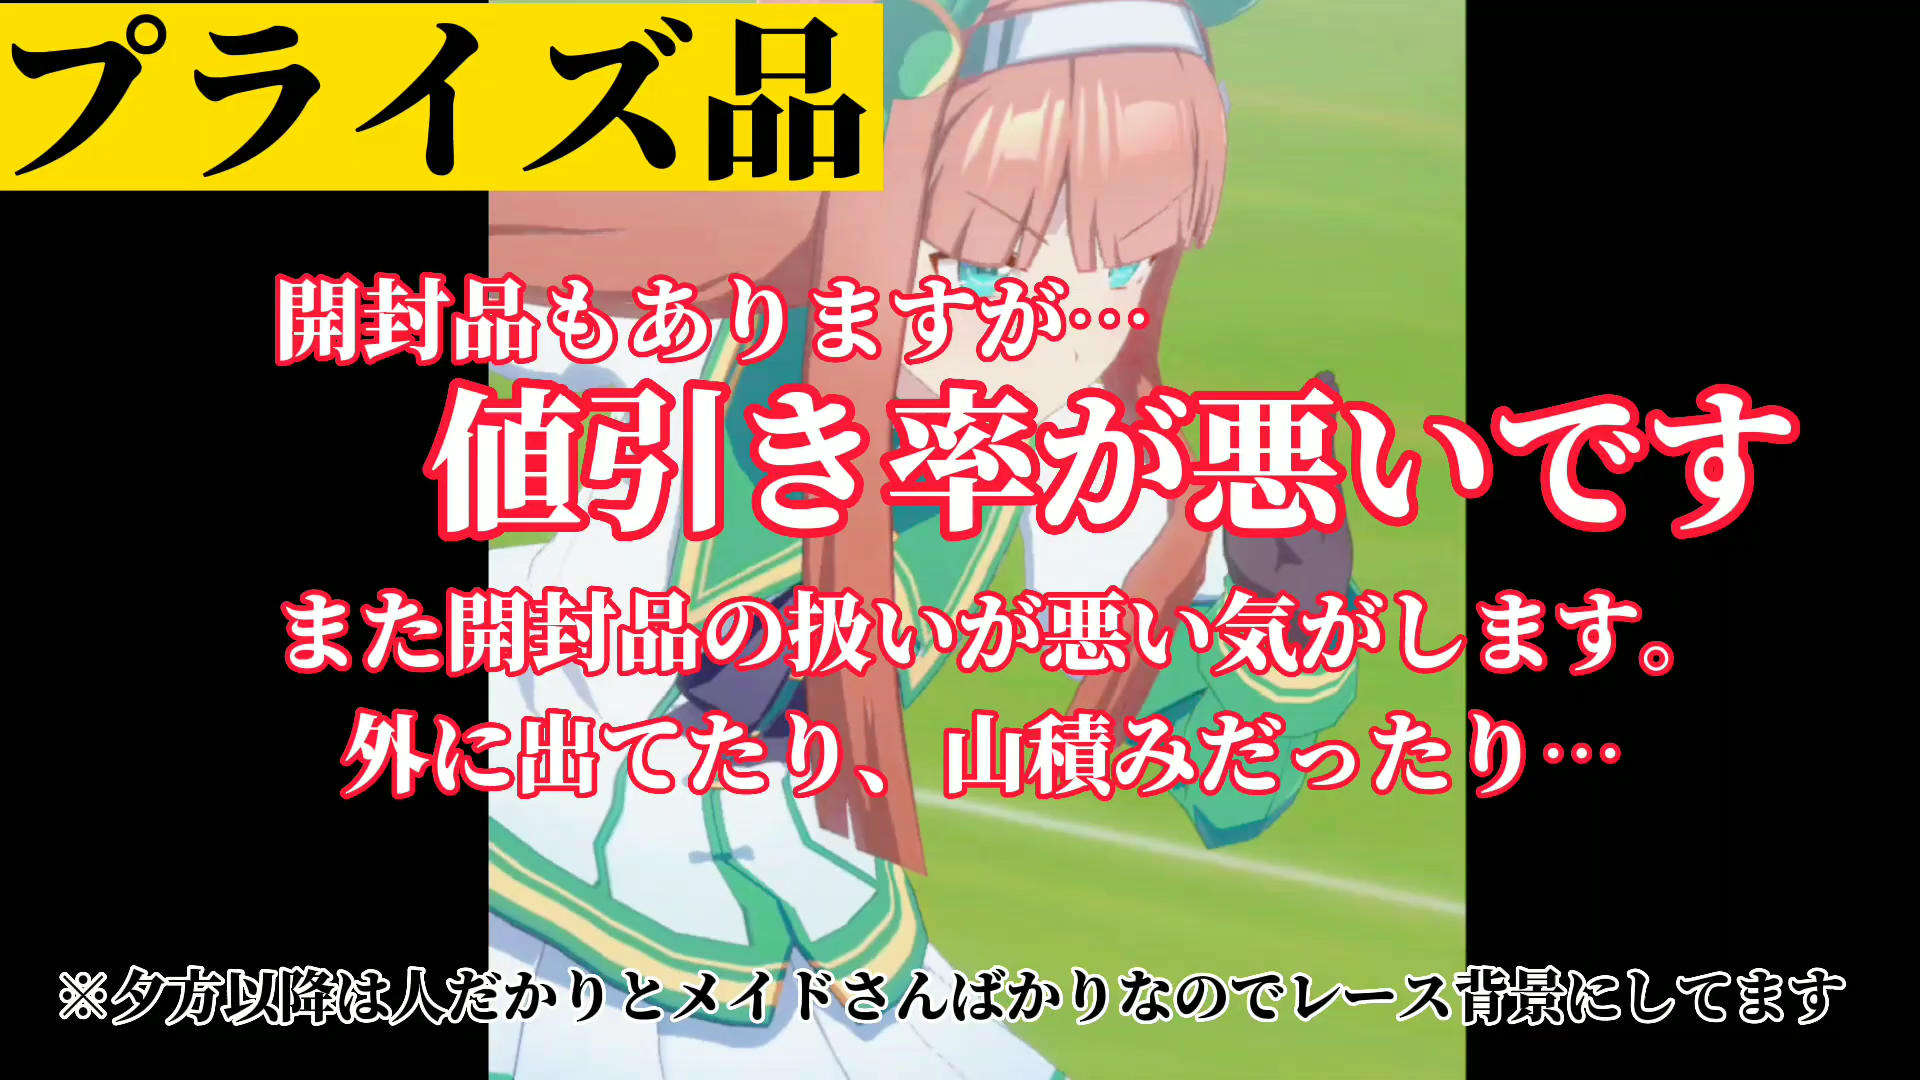 プライズ品
開封品もありますが…
値引き率が悪いです
また開封品の扱いが悪い気がします。
外に出てたり、山積みだったり…
※夕方以降は人だかりとメイドさんばかりなのでレース背景にしてます